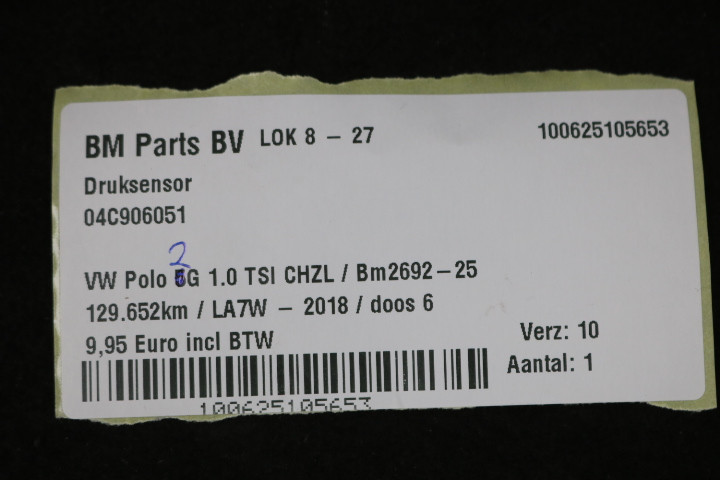 BM Parts BV LOK 8 - 27 100625105653
Druksensor
04C906051
2
VW Polo 6G 1.0 TSI CHZL / Bm2692-25
129.652km / LA7W - 2018 / doos 6
9,95 Euro incl BTW
Verz: 10
Aantal: 1
100625105653